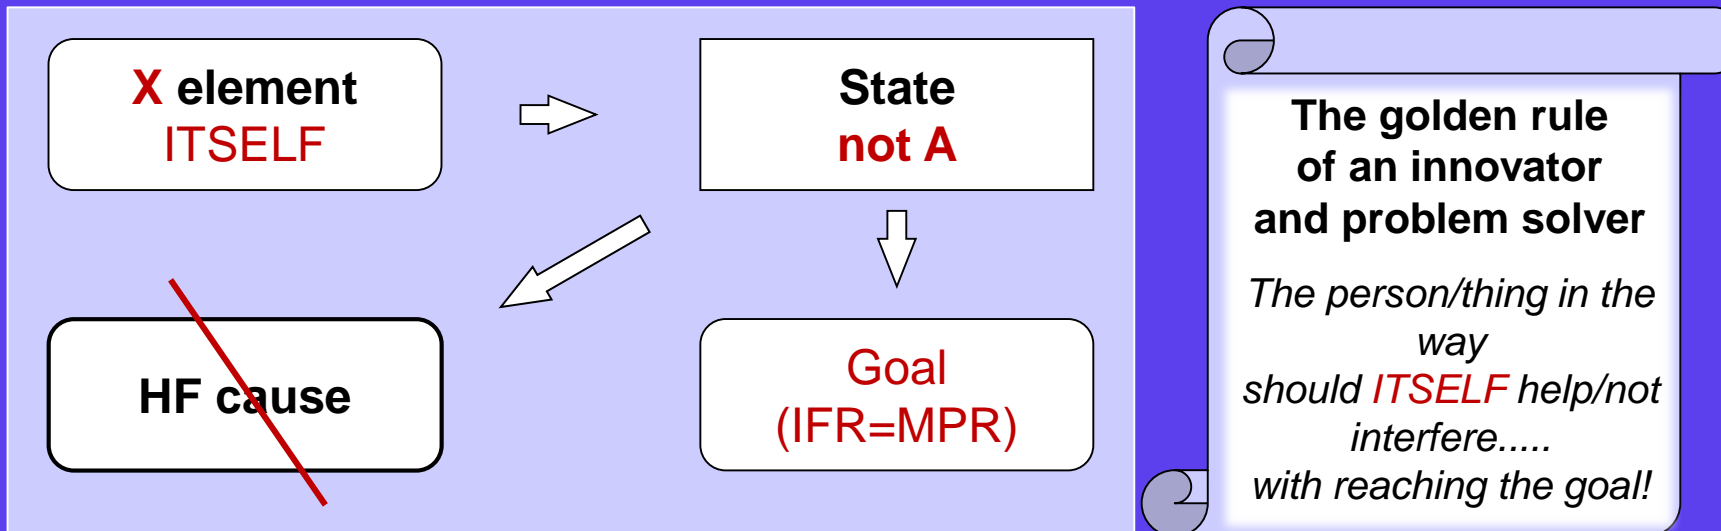 X element
ITSELF
State
not A
HF cause
Goal
(IFR=MPR)
The golden rule
of an innovator
and problem solver
The person/thing in the
way
should ITSELF help/not
interfere.....
with reaching the goal!